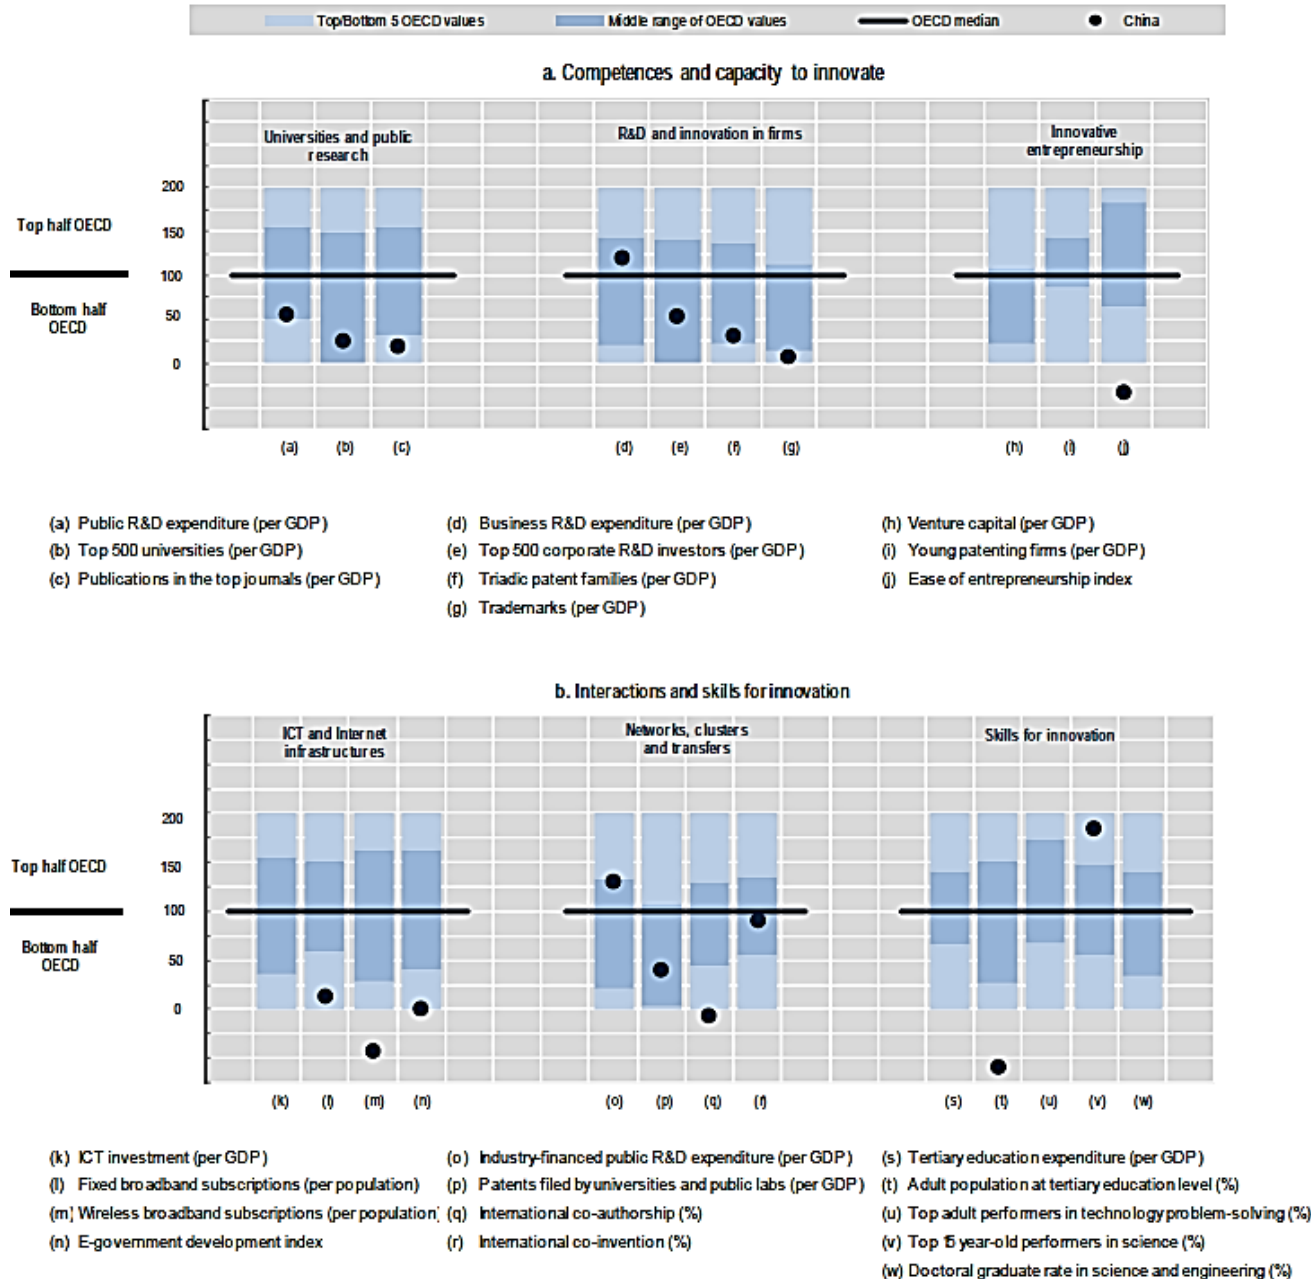 Top/Bottom 5 OECD values Middle range of OECD values OECD median China
a. Competences and capacity to innovate
Universities and public
research
R&D and innovation in firms
Innovative
entrepreneurship
200
150
100
50
0
Top half OECD
Bottom half
OECD
(a) (b) (c) (d) (e) (f) (g) (h) (i) (j)
(a) Public R&D expenditure (per GDP)
(b) Top 500 universities (per GDP)
(c) Publications in the top journals (per GDP)
(d) Business R&D expenditure (per GDP)
(e) Top 500 corporate R&D investors (per GDP)
(f) Triadic patent families (per GDP)
(g) Trademarks (per GDP)
(h) Venture capital (per GDP)
(i) Young patenting firms (per GDP)
(j) Ease of entrepreneurship index
b. Interactions and skills for innovation
ICT and Internet
infrastructures
Networks, clusters
and transfers
Skills for innovation
200
150
100
50
0
Top half OECD
Bottom half
OECD
(k) (l) (m) (n) (o) (p) (q) (r) (s) (t) (u) (v) (w)
(k) ICT investment (per GDP)
(l) Fixed broadband subscriptions (per population)
(m) Wireless broadband subscriptions (per population)
(n) E-government development index
(o) Industry-financed public R&D expenditure (per GDP)
(p) Patents filed by universities and public labs (per GDP)
(q) International co-authorship (%)
(r) International co-invention (%)
(s) Tertiary education expenditure (per GDP)
(t) Adult population at tertiary education level (%)
(u) Top adult performers in technology problem-solving (%)
(v) Top 15 year-old performers in science (%)
(w) Doctoral graduate rate in science and engineering (%)